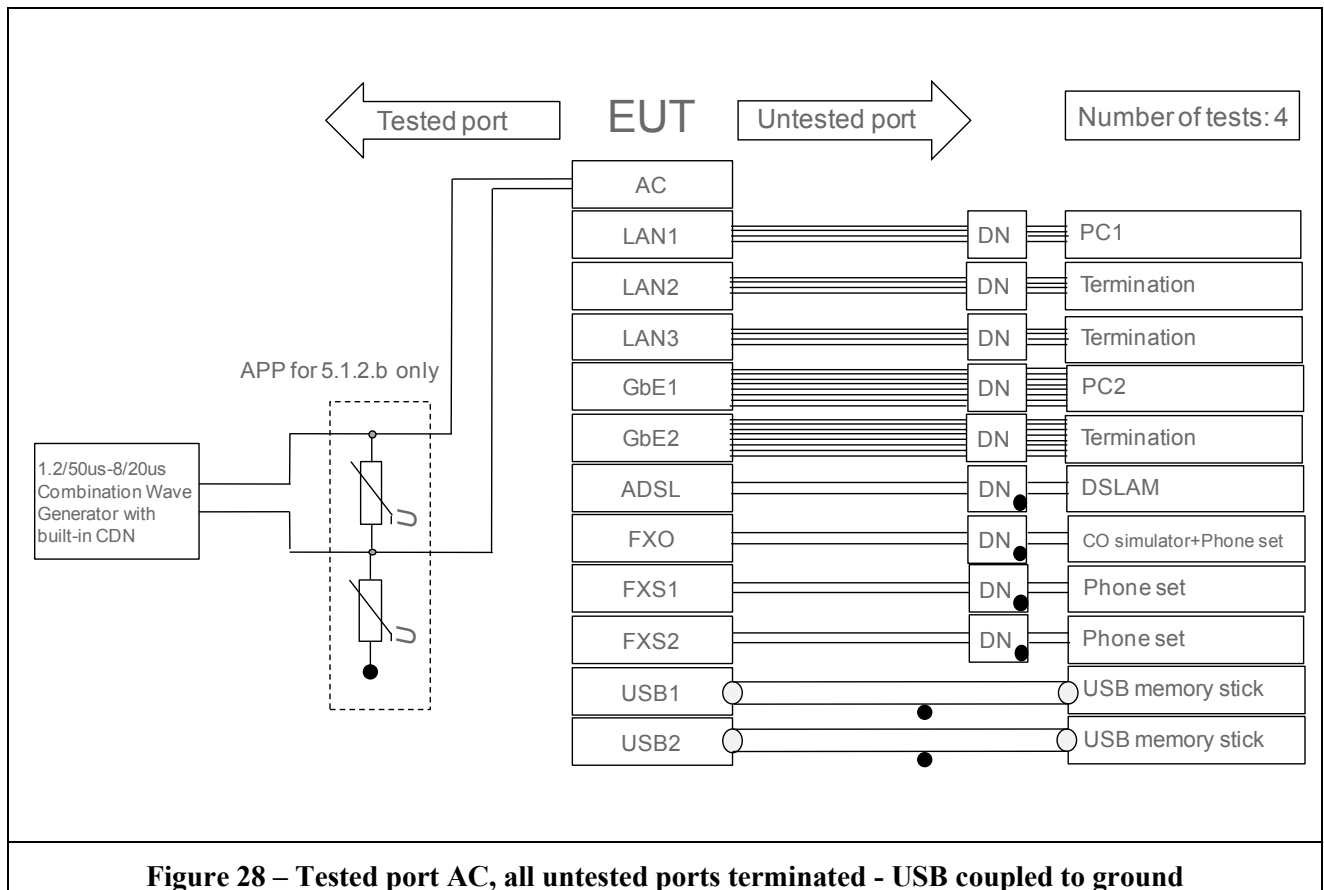 Tested port
EUT
Untested port
Number of tests: 4
AC
LAN1
DN
PC1
LAN2
DN
Termination
LAN3
DN
Termination
APP for 5.1.2.b only
GbE1
DN
PC2
GbE2
DN
Termination
1.2/50us-8/20us
Combination Wave
Generator with
built-in CDN
U
ADSL
DN
DSLAM
FXO
DN
CO simulator+Phone set
FXS1
DN
Phone set
U
FXS2
DN
Phone set
USB1
USB memory stick
USB2
USB memory stick
Figure 28 – Tested port AC, all untested ports terminated - USB coupled to ground